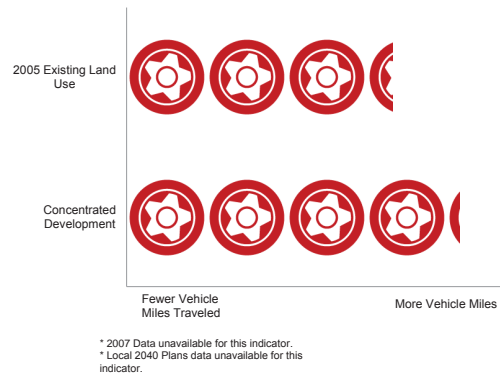 2005 Existing Land
Use
Concentrated
Development
Fewer Vehicle
Miles Traveled
More Vehicle Miles
* 2007 Data unavailable for this indicator.
* Local 2040 Plans data unavailable for this
indicator.